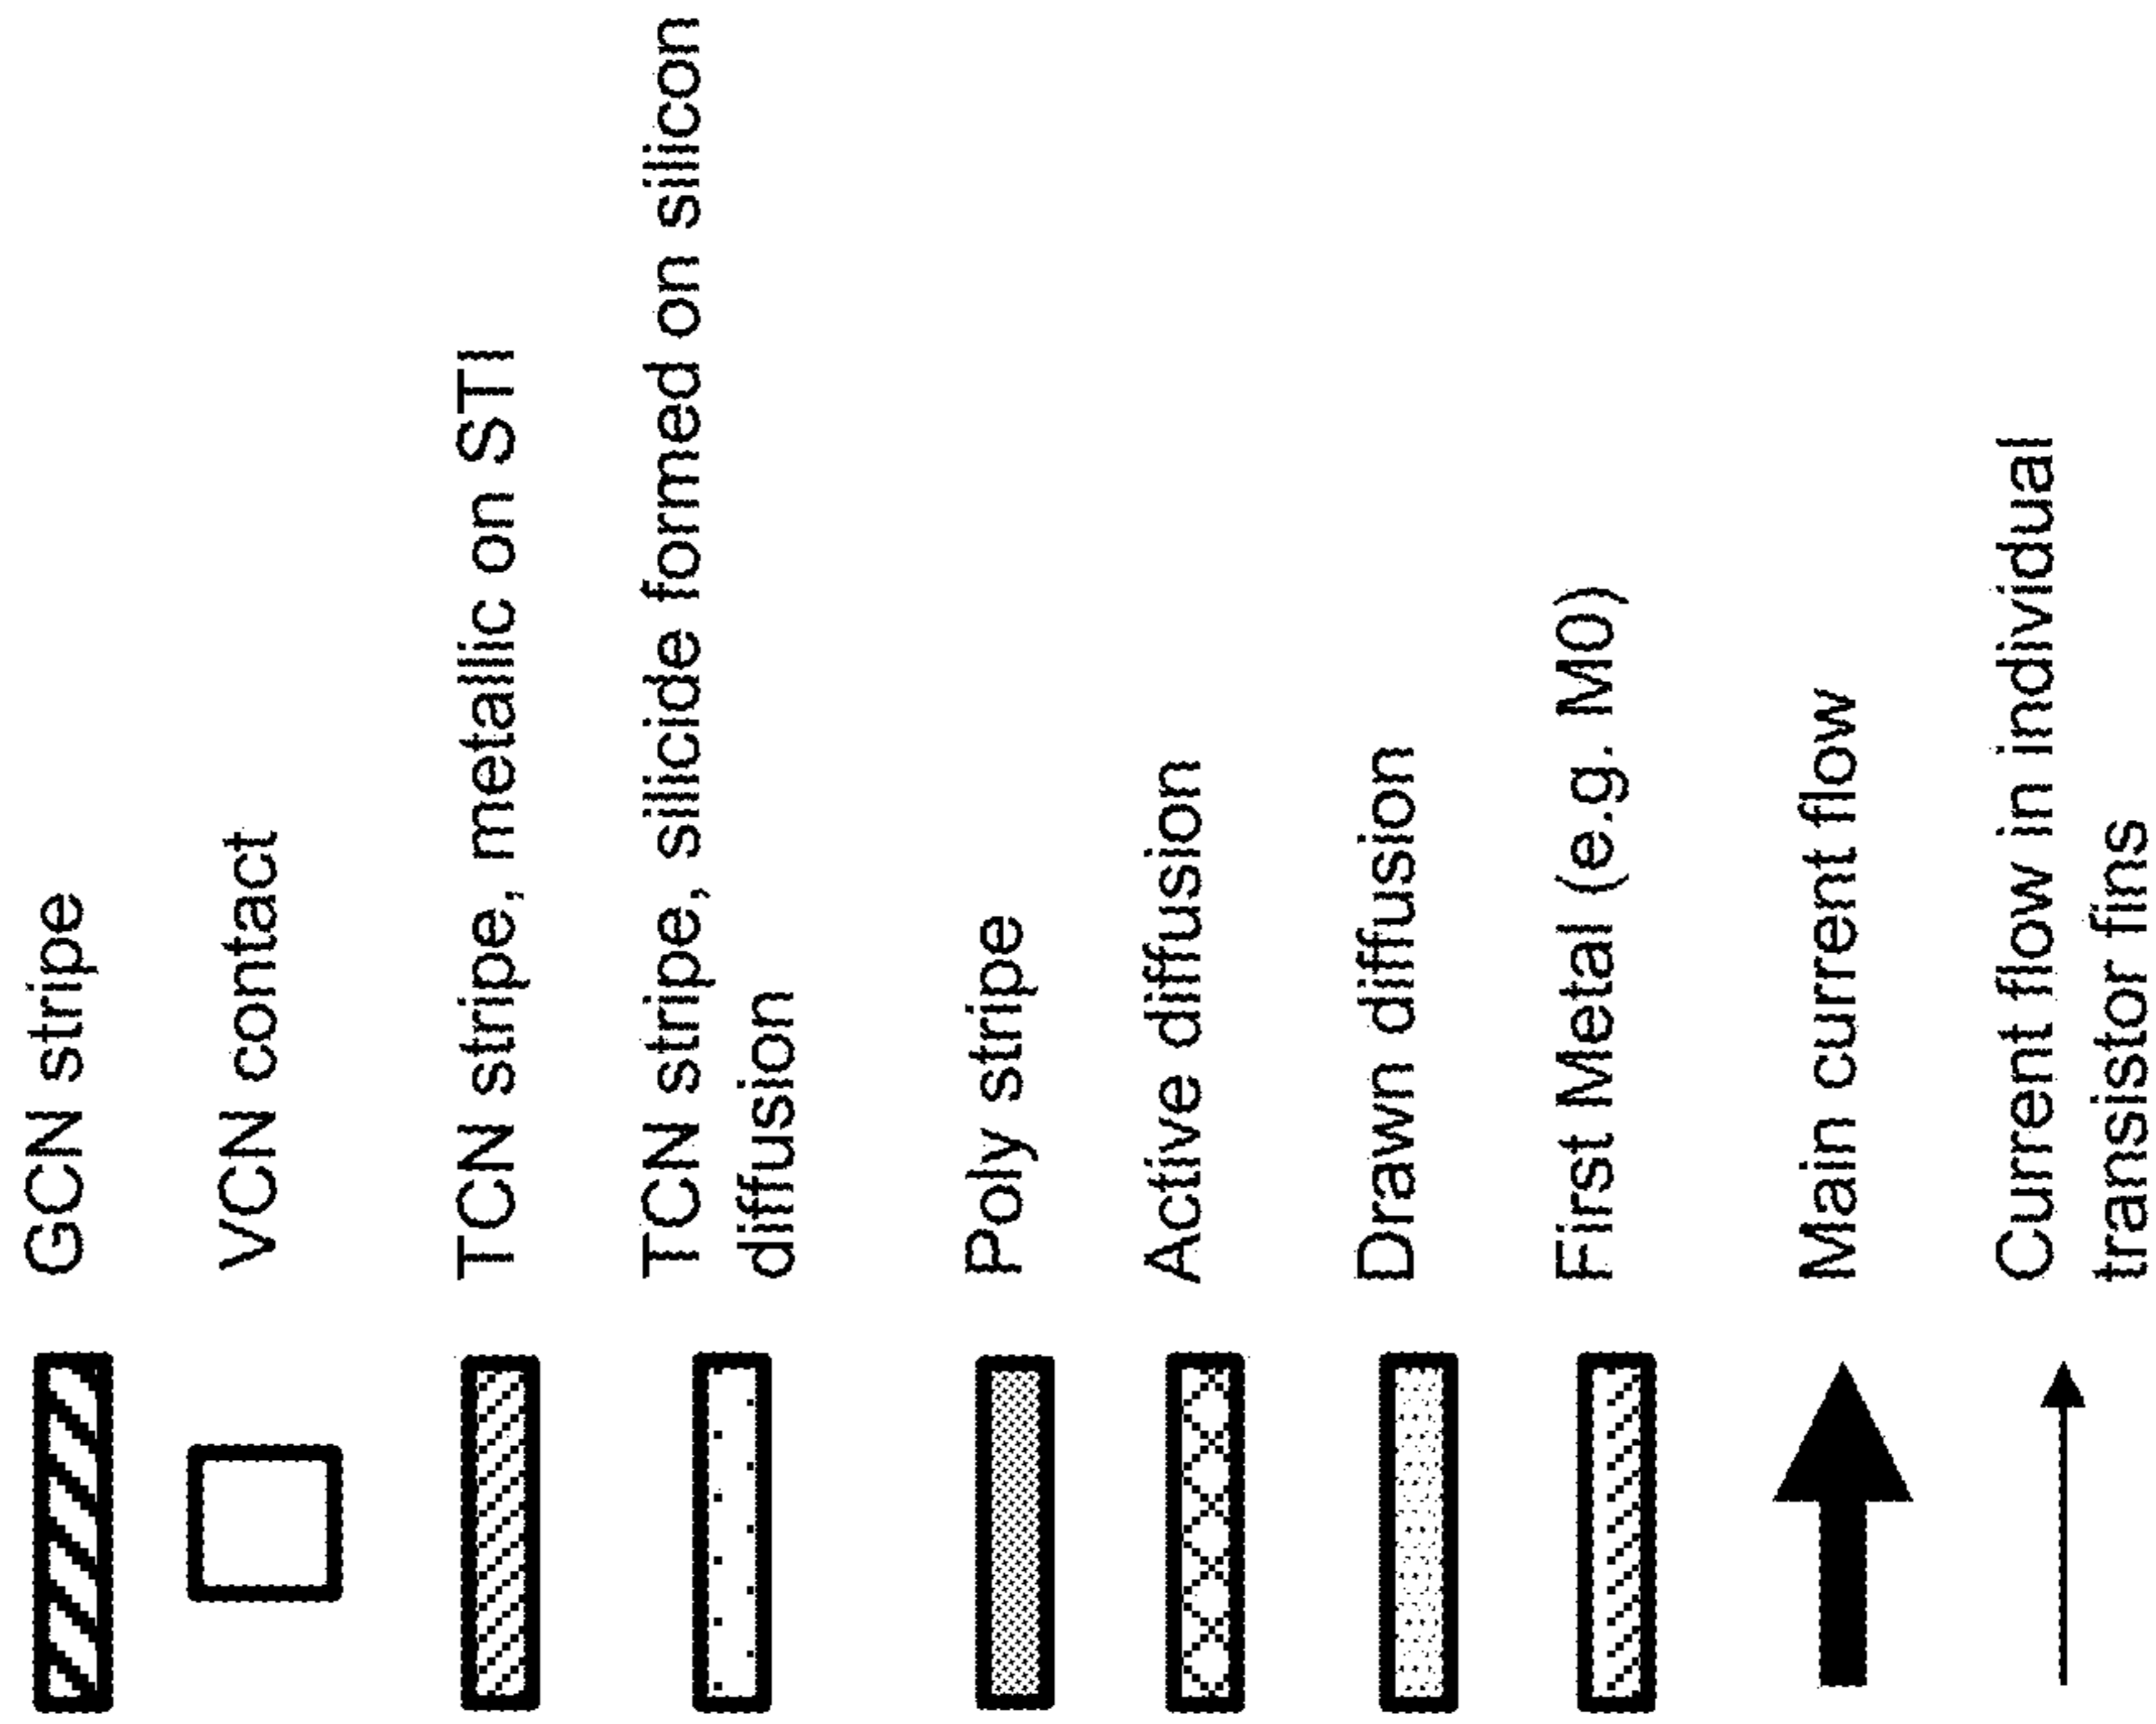 GCN stripe
VCN contact
TCN stripe, metallic on STI
TCN stripe, silicide formed on silicon
diffusion
Poly stripe
Active diffusion
Drawn diffusion
First Metal (e.g. M0)
Main current flow
Current flow in individual
transistor fins